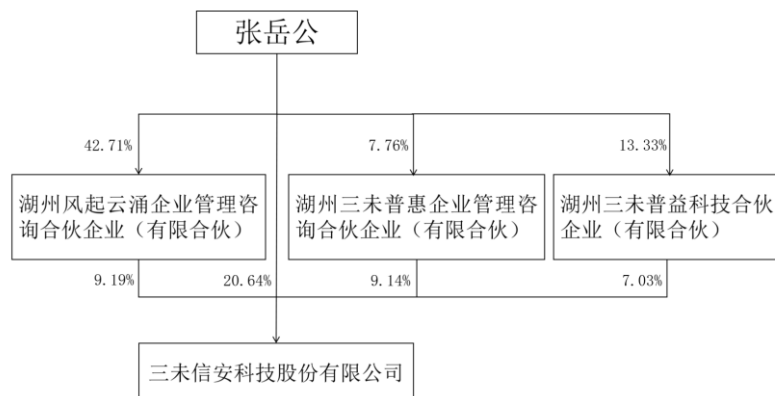 张岳公
42.71%
7.76%
13.33%
湖州风起云涌企业管理咨
询合伙企业（有限合伙）
湖州三未普惠企业管理咨
询合伙企业（有限合伙）
湖州三未普益科技合伙
企业（有限合伙）
9.19%
20.64%
9.14%
7.03%
三未信安科技股份有限公司